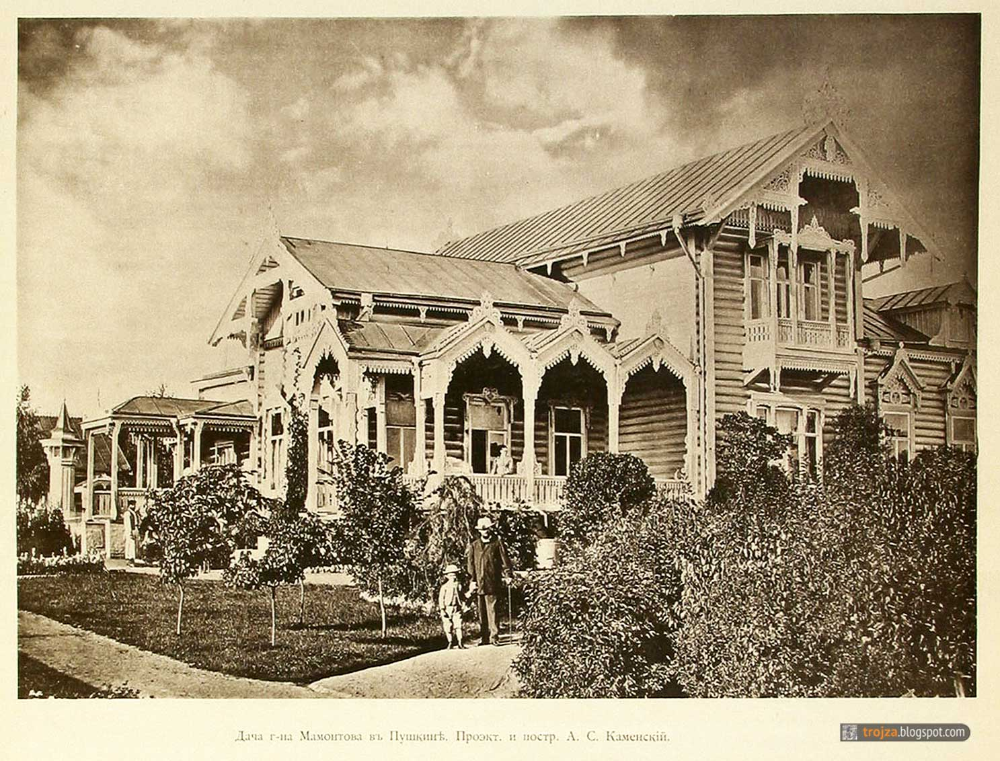 Дача г-на Мамонтова въ Пушкинѣ. Проэкт. и постр. А. С. Каменскій.
trojza.blogspot.com